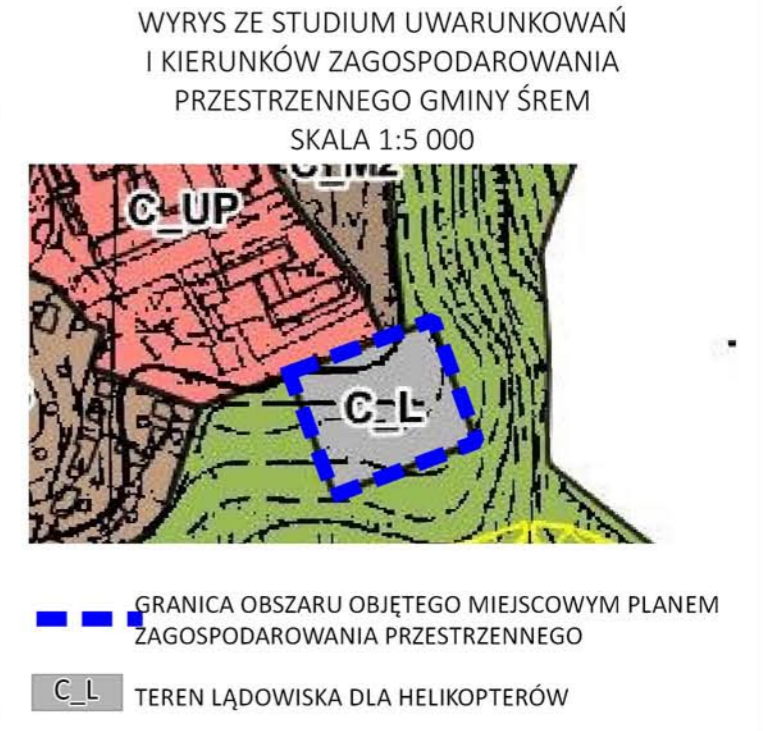 WYRYS ZE STUDIUM UWARUNKOWAŃ
I KIERUNKÓW ZAGOSPODAROWANIA
PRZESTRZENNEGO GMINY ŚREM
SKALA 1:5 000
C_MZ
C_UP
C_L
GRANICA OBSZARU OBJĘTEGO MIEJSCOWYM PLANEM
ZAGOSPODAROWANIA PRZESTRZENNEGO
C_L TEREN LĄDOWISKA DLA HELIKOPTERÓW